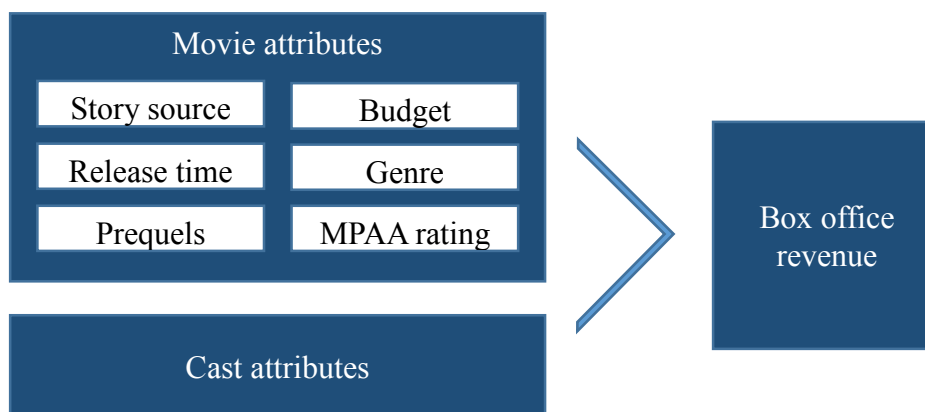 Movie attributes
Story source
Budget
Release time
Genre
Prequels
MPAA rating
Cast attributes
Box office
revenue